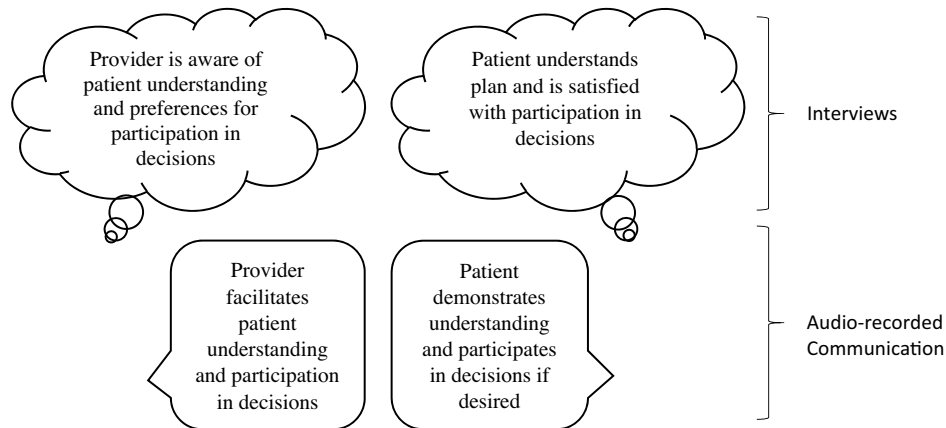 Provider is aware of
patient understanding
and preferences for
participation in
decisions
Patient understands
plan and is satisfied
with participation in
decisions
Interviews
Provider
facilitates
patient
understanding
and participation
in decisions
Patient
demonstrates
understanding
and participates
in decisions if
desired
Audio-recorded
Communication